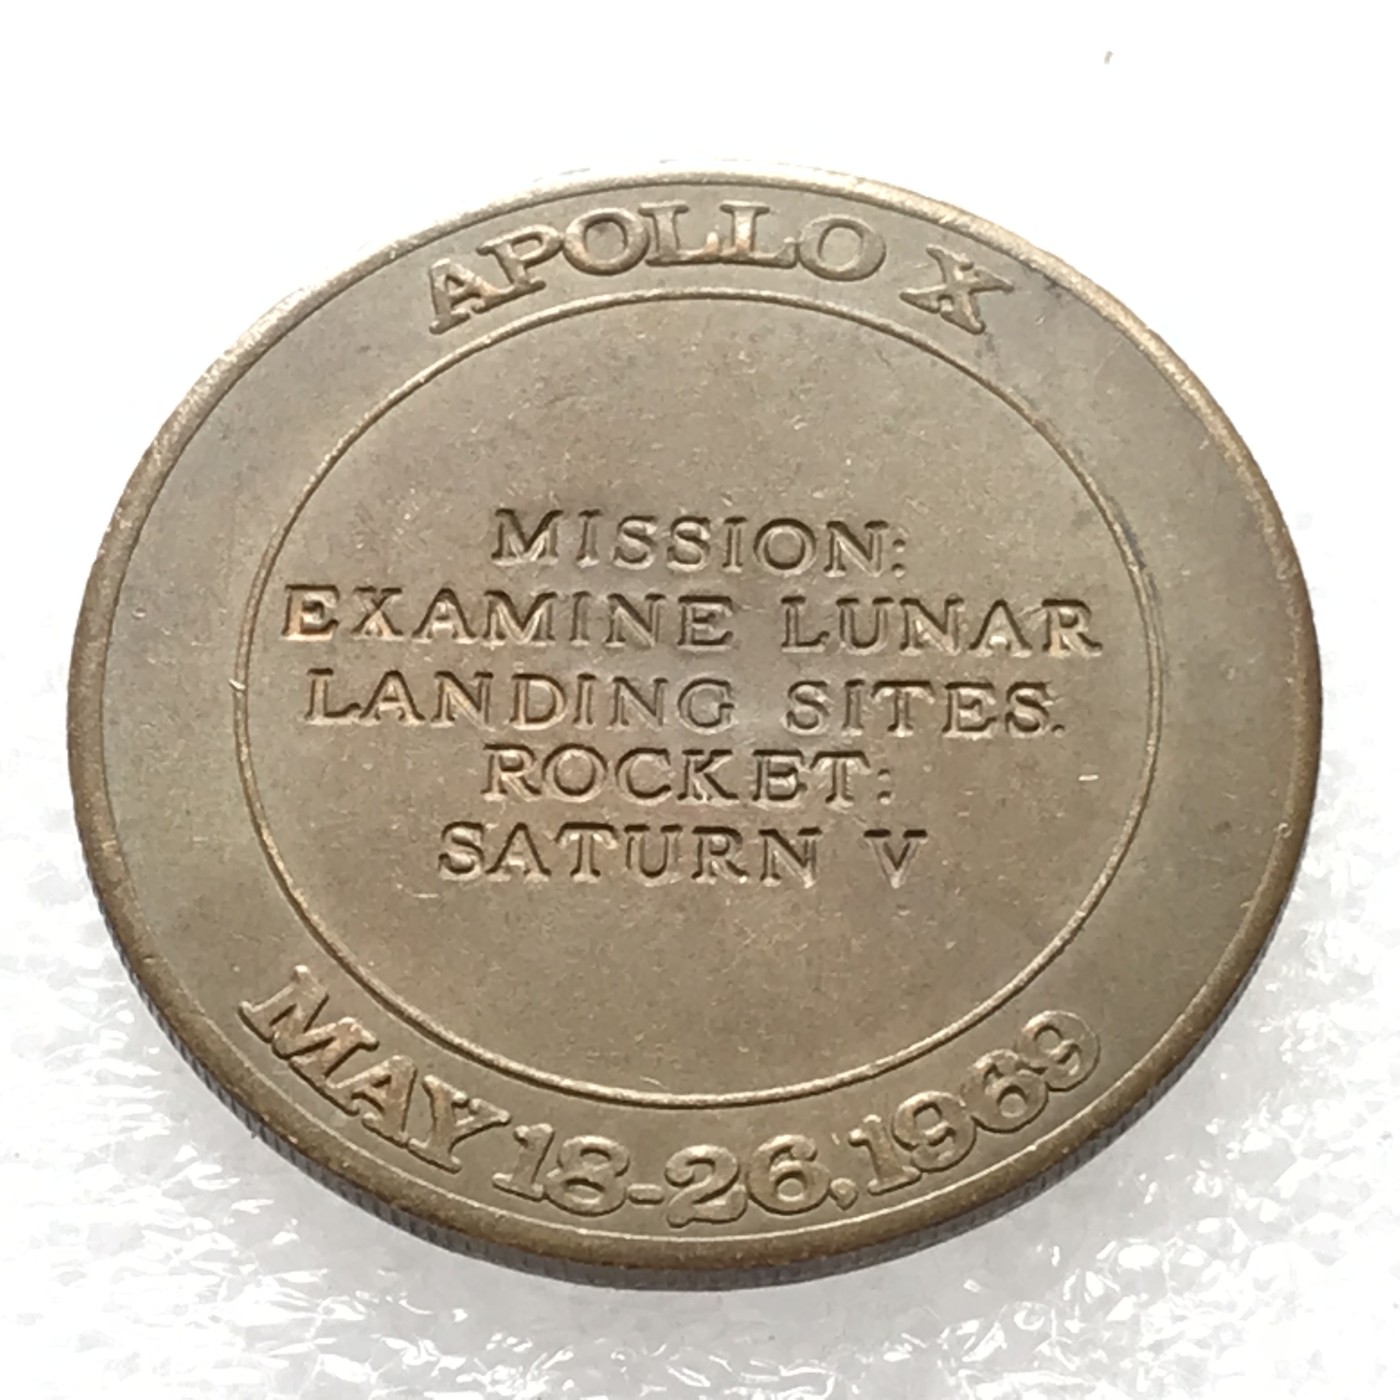 APOLLO X
MISSION:
EXAMINE LUNAR
LANDING SITES.
ROCKET:
SATURN V
MAY 18-26, 1969